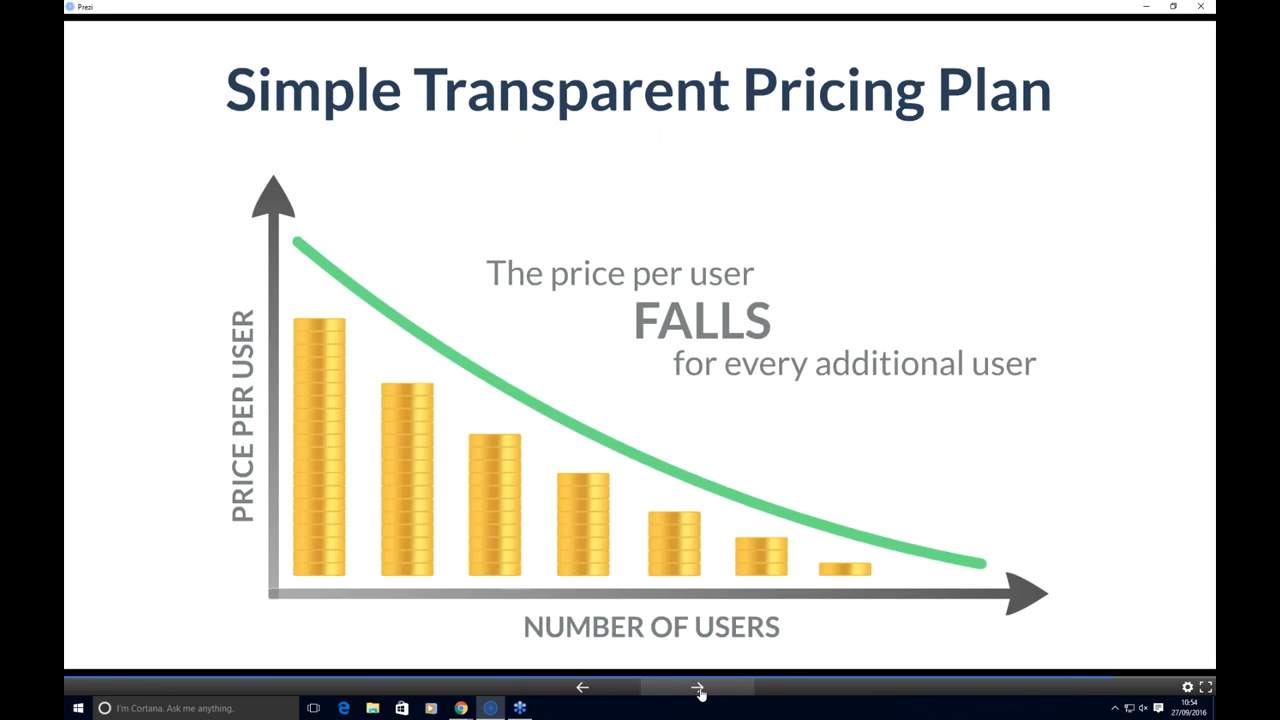 Prezi
Simple Transparent Pricing Plan
The price per user
FALLS
for every additional user
PRICE PER USER
NUMBER OF USERS
I'm Cortana. Ask me anything.
10:54
27/09/2016